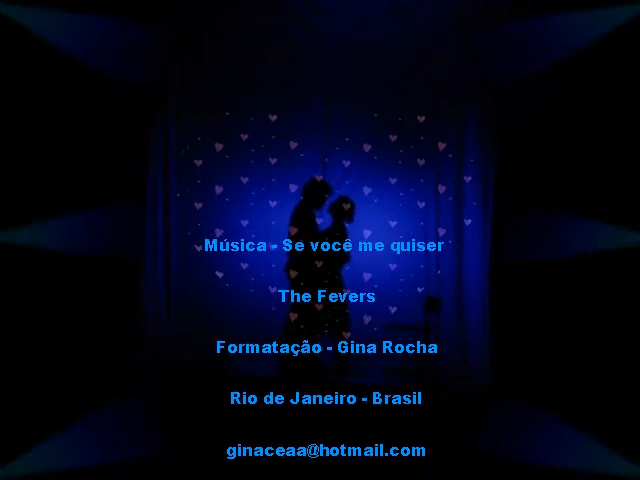 Música - Se você me quiser
The Fevers
Formatação - Gina Rocha
Rio de Janeiro - Brasil
ginaceaa@hotmail.com